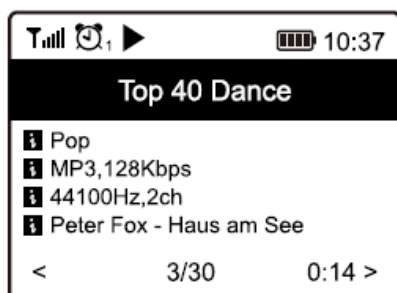 1 10:37
Top 40 Dance
i Pop
i MP3,128Kbps
i 44100Hz,2ch
i Peter Fox - Haus am See
< 3/30 0:14 >